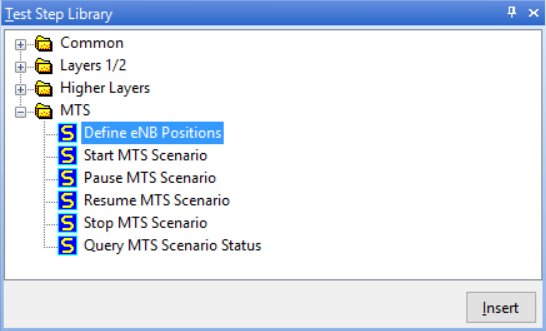 Test Step Library
Common
Layers 1/2
Higher Layers
MTS
S Define eNB Positions
S Start MTS Scenario
S Pause MTS Scenario
S Resume MTS Scenario
S Stop MTS Scenario
S Query MTS Scenario Status
Insert